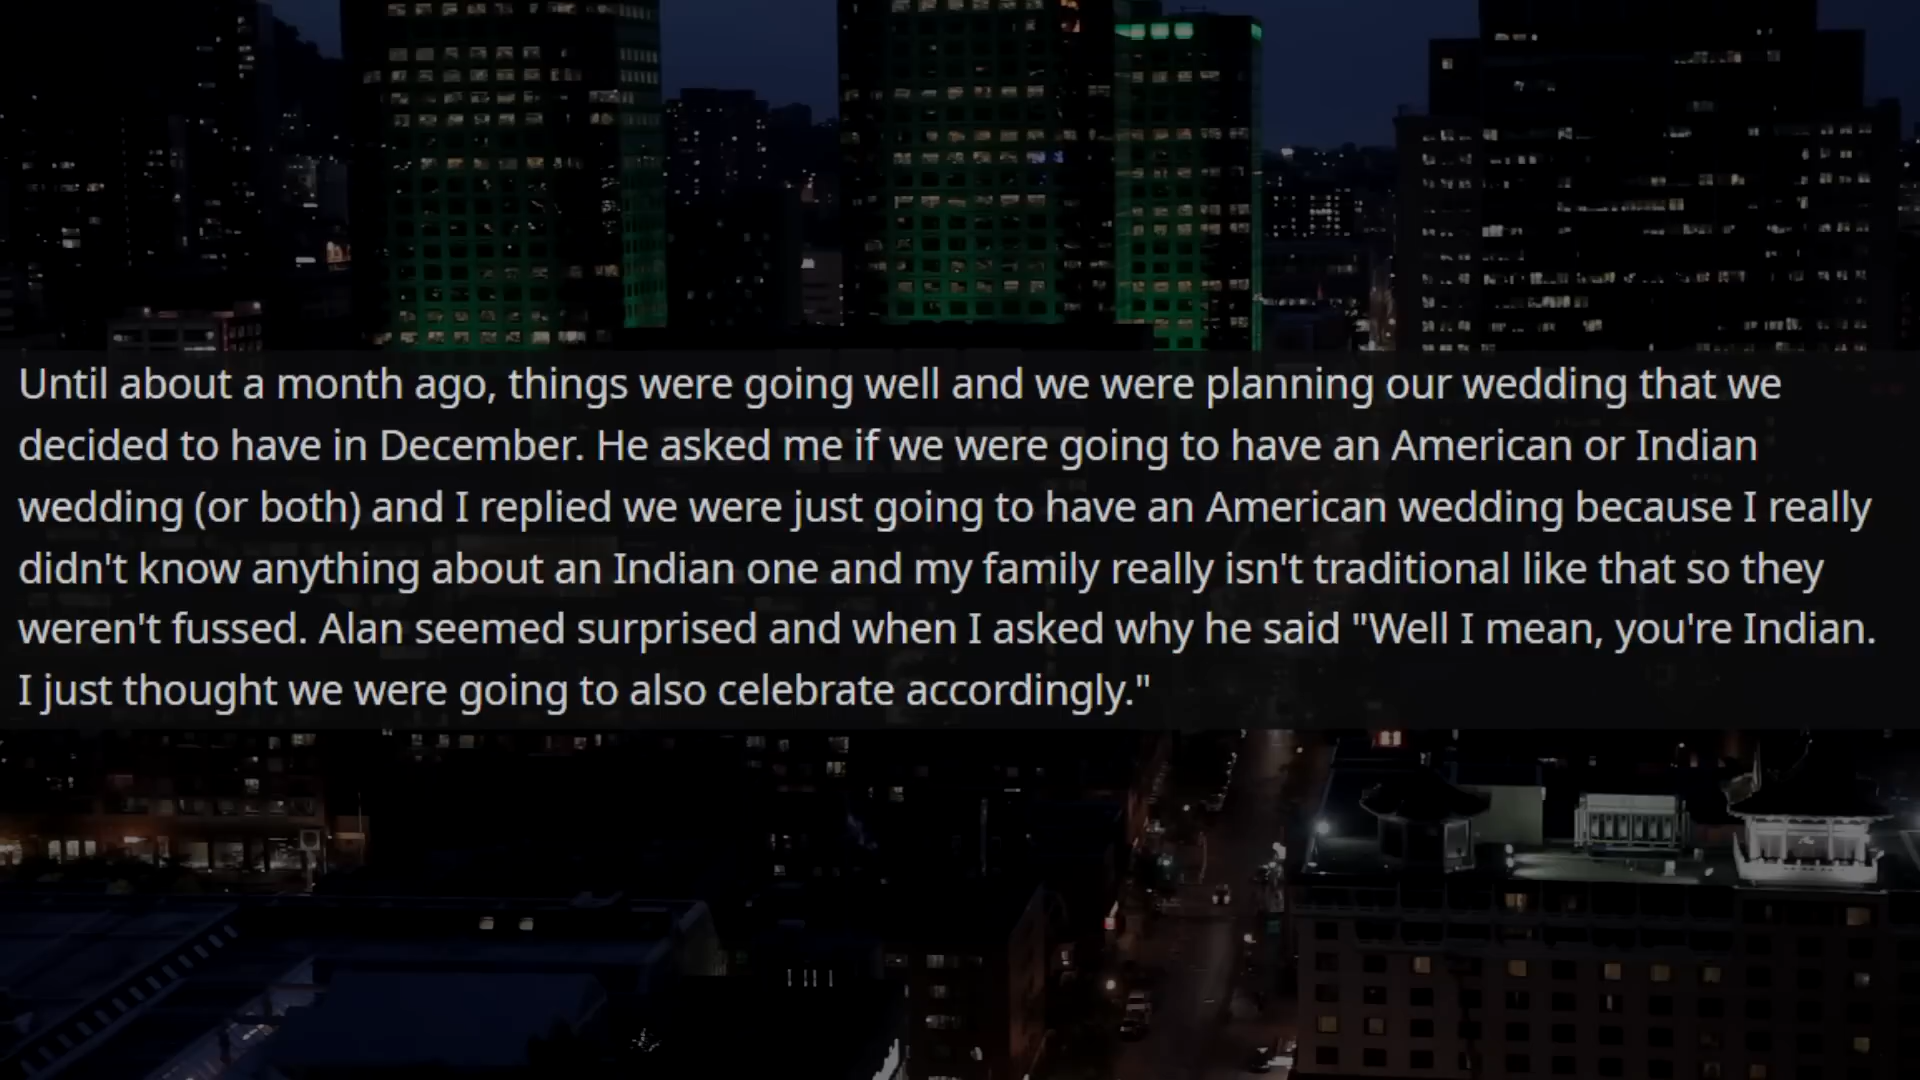 Until about a month ago, things were going well and we were planning our wedding that we
decided to have in December. He asked me if we were going to have an American or Indian
wedding (or both) and I replied we were just going to have an American wedding because I really
didn't know anything about an Indian one and my family really isn't traditional like that so they
weren't fussed. Alan seemed surprised and when I asked why he said "Well I mean, you're Indian.
I just thought we were going to also celebrate accordingly."